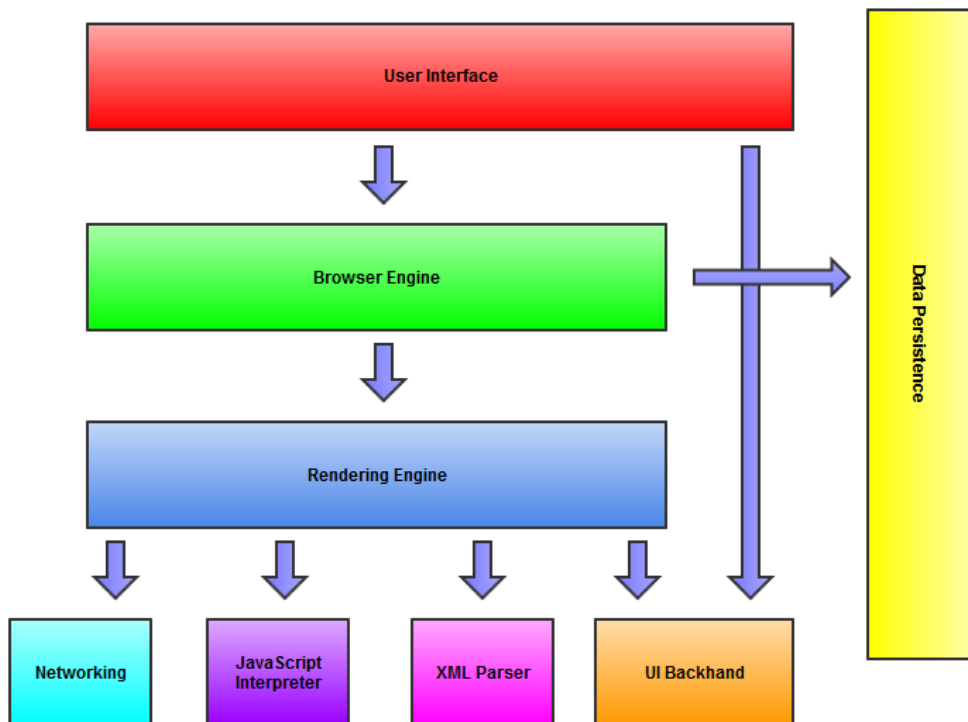 User Interface
Browser Engine
Data Persistence
Rendering Engine
Networking
JavaScript
Interpreter
XML Parser
UI Backhand